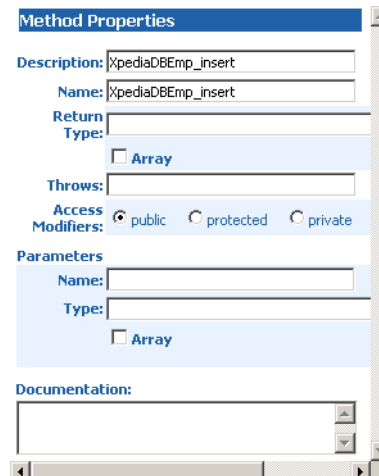 Method Properties
Description: XpediaDBEmp_insert
Name: XpediaDBEmp_insert
Return
Type:
Array
Throws:
Access
Modifiers: public protected private
Parameters
Name:
Type:
Array
Documentation: